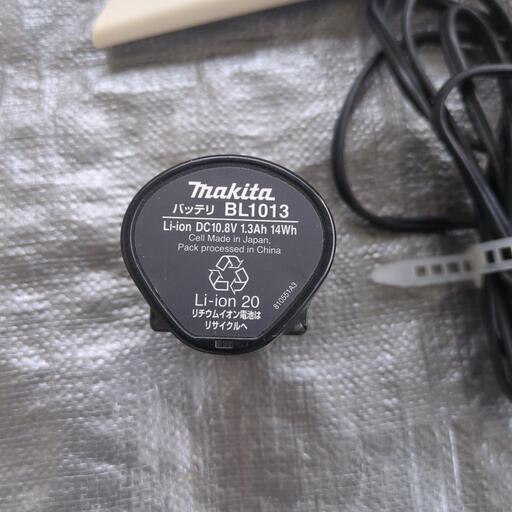 makita
バッテリ BL1013
Li-ion DC10.8V 1.3Ah 14Wh
Cell Made in Japan,
Pack processed in China
Li-ion 20
リチウムイオン電池は
リサイクルへ
810551A3